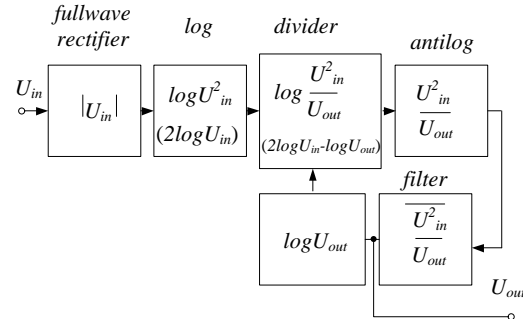 fullwave rectifier
log
divider
antilog
U_in
|U_in|
logU²_in
(2logU_in)
log U²_in / U_out
(2logU_in-logU_out)
U²_in / U_out
filter
logU_out
U²_in / U_out
U_out